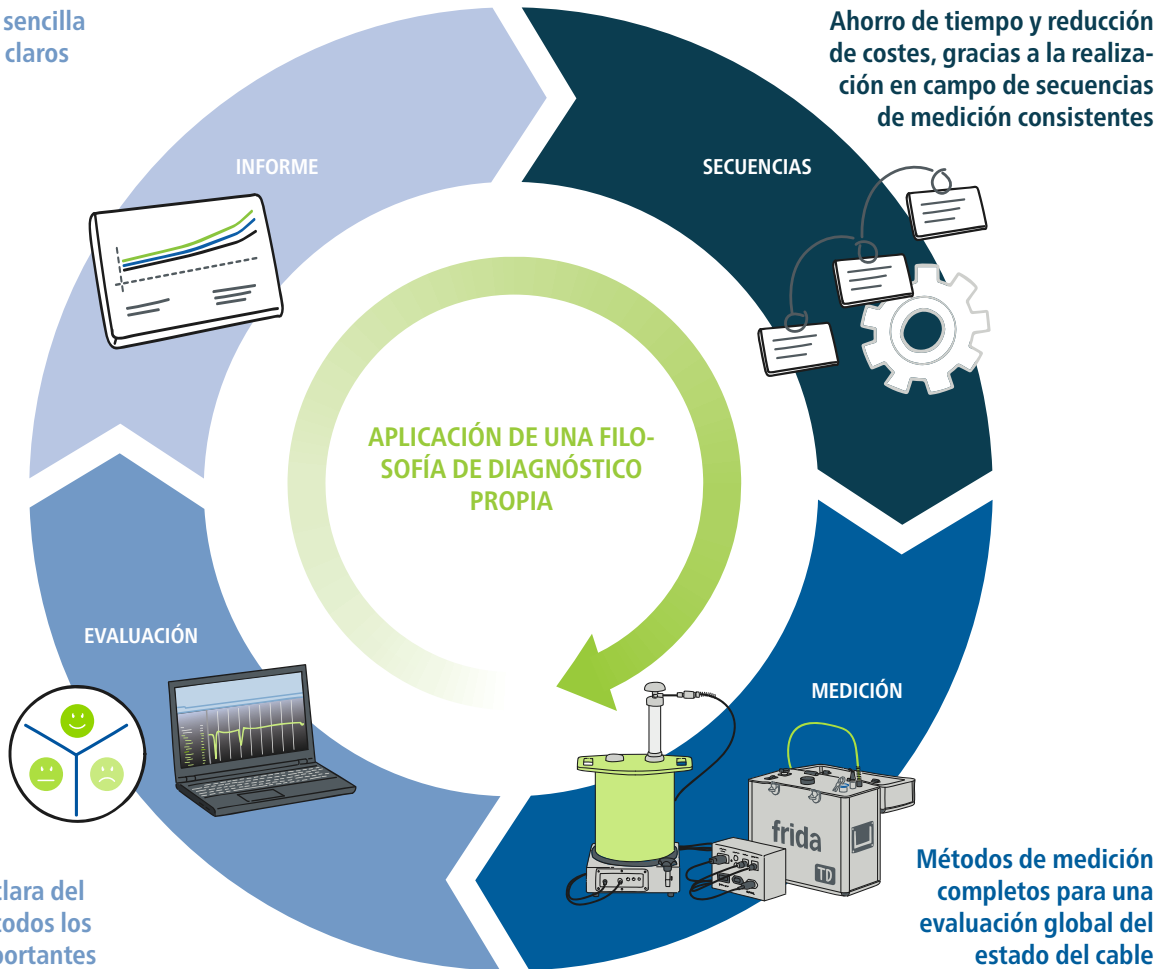 sencilla
claros
Ahorro de tiempo y reducción
de costes, gracias a la realiza-
ción en campo de secuencias
de medición consistentes
INFORME
SECUENCIAS
APLICACIÓN DE UNA FILO-
SOFÍA DE DIAGNÓSTICO
PROPIA
EVALUACIÓN
MEDICIÓN
frida
TD
clara del
todos los
portantes
Métodos de medición
completos para una
evaluación global del
estado del cable